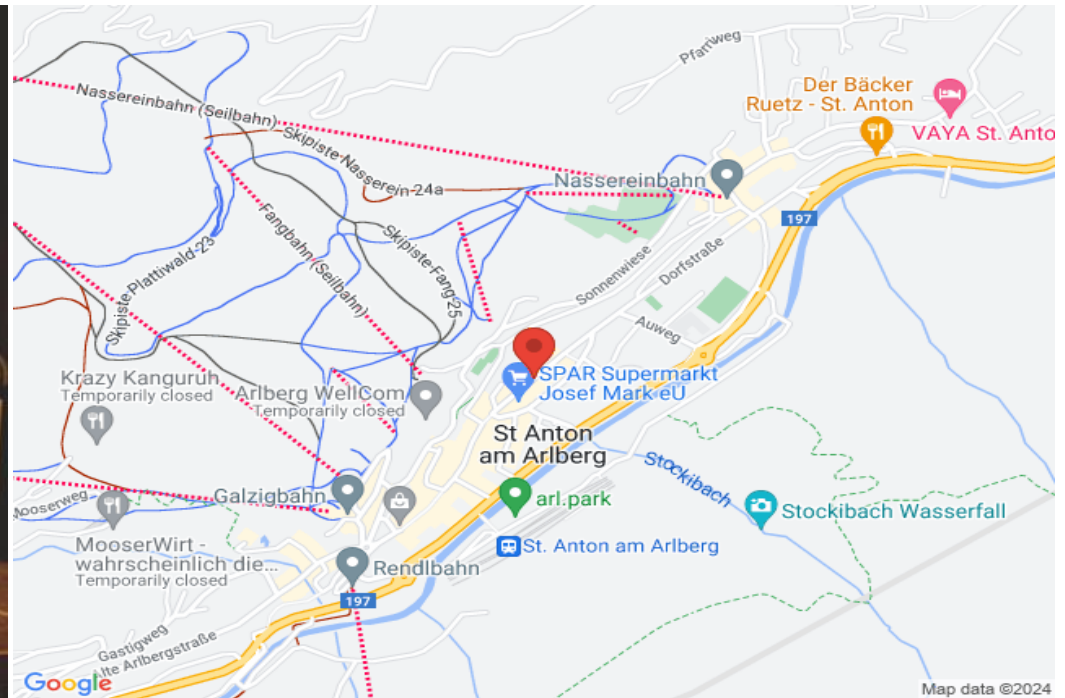 Pfarrweg
Der Bäcker
Ruetz - St. Anton
VAYA St. Anto
Nassereinbahn (Seilbahn)
Skipiste Nasserein 24a
Nassereinbahn
197
Fangbahn (Seilbahn)
Skipiste-Fang-25
Skipiste Plattiwald-23
Sonnenwiese
Dorfstraße
Auweg
SPAR Supermarkt
Josef Mark eU
Krazy Kanguruh
Temporarily closed
Arlberg WellCom
Temporarily closed
St Anton
am Arlberg
Stockibach
Galzigbahn
Mooserweg
arl.park
Stockibach Wasserfall
MooserWirt -
wahrscheinlich die...
Temporarily closed
St. Anton am Arlberg
Rendlbahn
197
Gastigweg
Alte Arlbergstraße
Google
Map data ©2024